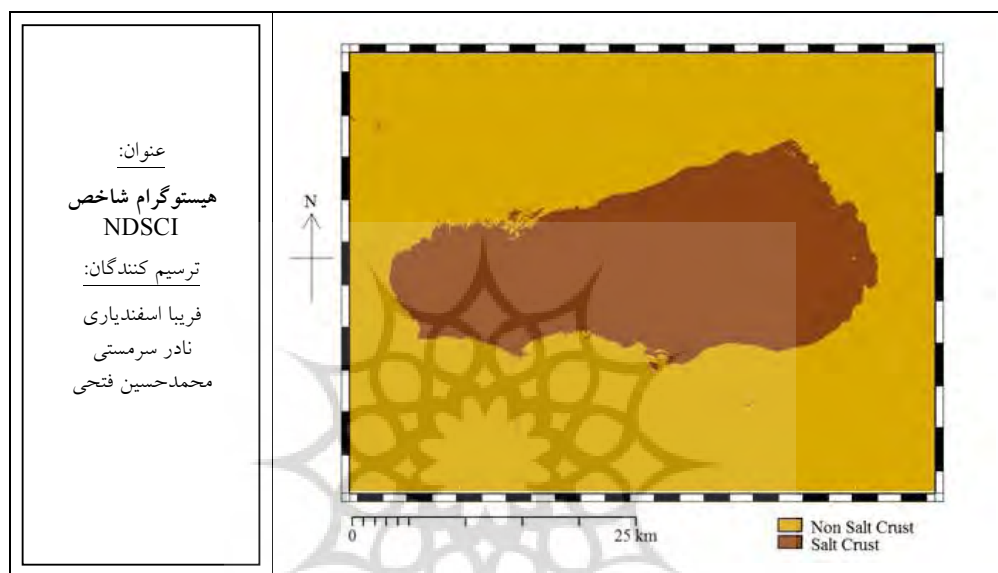 عنوان:
هیستوگرام شاخص
NDSCI
ترسیم کنندگان:
فریبا اسفندیاری
نادر سرمستی
محمدحسین فتحی
N
0 25 km
Non Salt Crust
Salt Crust